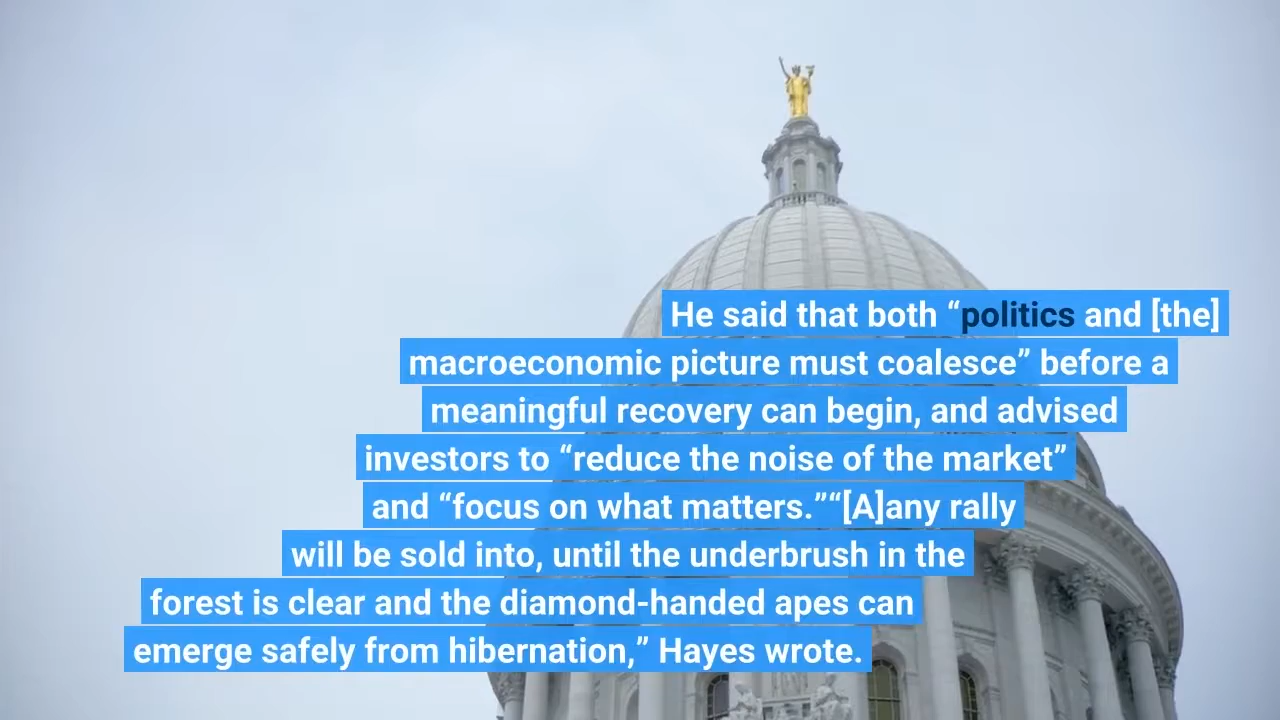 He said that both “politics and [the]
macroeconomic picture must coalesce” before a
meaningful recovery can begin, and advised
investors to “reduce the noise of the market”
and “focus on what matters.”“[A]any rally
will be sold into, until the underbrush in the
forest is clear and the diamond-handed apes can
emerge safely from hibernation,” Hayes wrote.